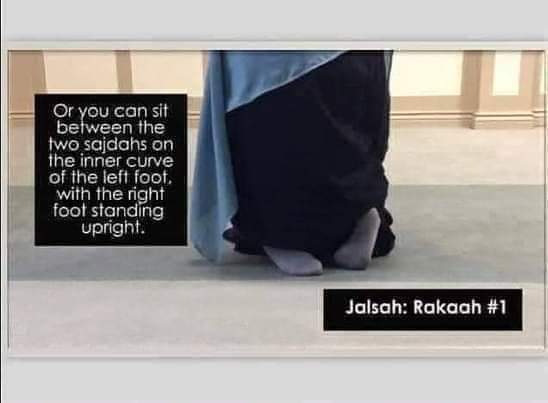 Or you can sit
between the
two sajdahs on
the inner curve
of the left foot,
with the right
foot standing
upright.
Jalsah: Rakaah #1